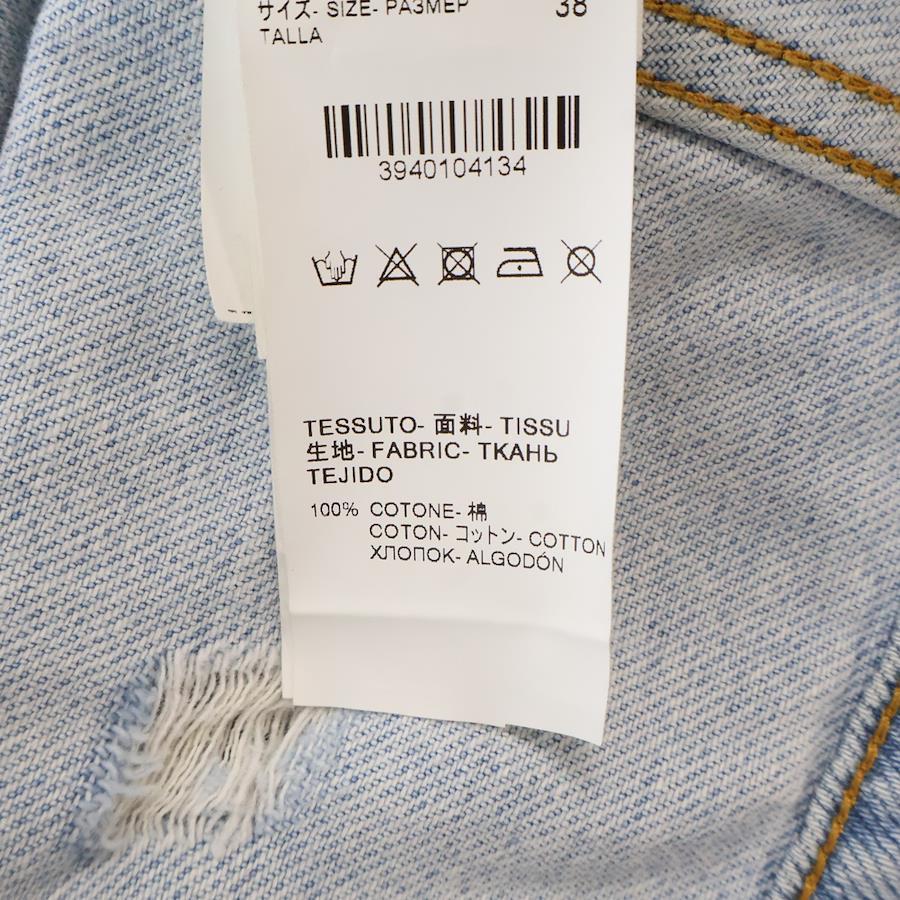 サイズ- SIZE- РАЗМЕР 38
TALLA
3940104134
TESSUTO- 面料- TISSU
生地- FABRIC- ТКАНЬ
TEJIDO
100% COTONE- 棉
COTON- コットン- COTTON
ХЛОПОК- ALGODÓN